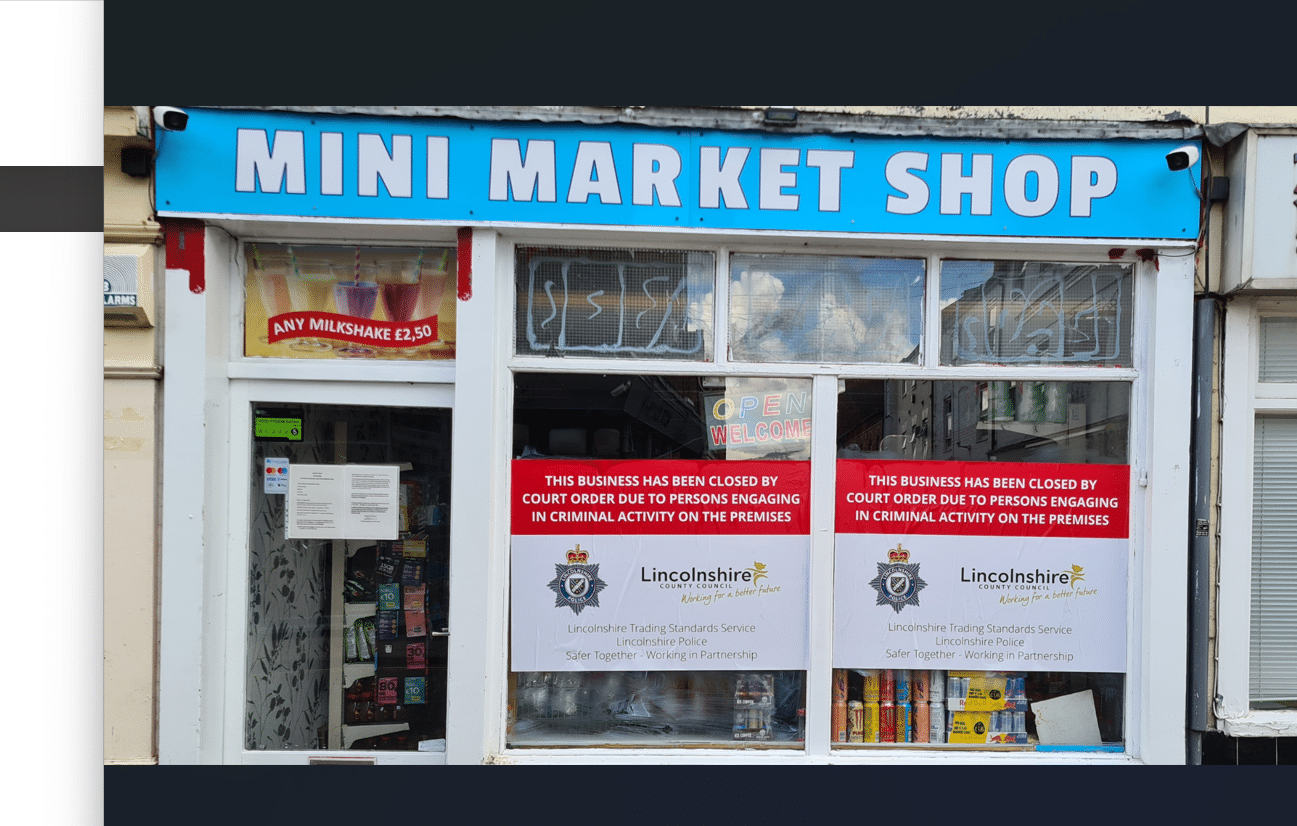 MINI MARKET SHOP
ALARMS
ANY MILKSHAKE £2,50
OPEN
WELCOME
THIS BUSINESS HAS BEEN CLOSED BY
COURT ORDER DUE TO PERSONS ENGAGING
IN CRIMINAL ACTIVITY ON THE PREMISES
Lincolnshire
COUNTY COUNCIL
Working for a better future
Lincolnshire Trading Standards Service
Lincolnshire Police
Safer Together - Working in Partnership
THIS BUSINESS HAS BEEN CLOSED BY
COURT ORDER DUE TO PERSONS ENGAGING
IN CRIMINAL ACTIVITY ON THE PREMISES
Lincolnshire
COUNTY COUNCIL
Working for a better future
Lincolnshire Trading Standards Service
Lincolnshire Police
Safer Together - Working in Partnership